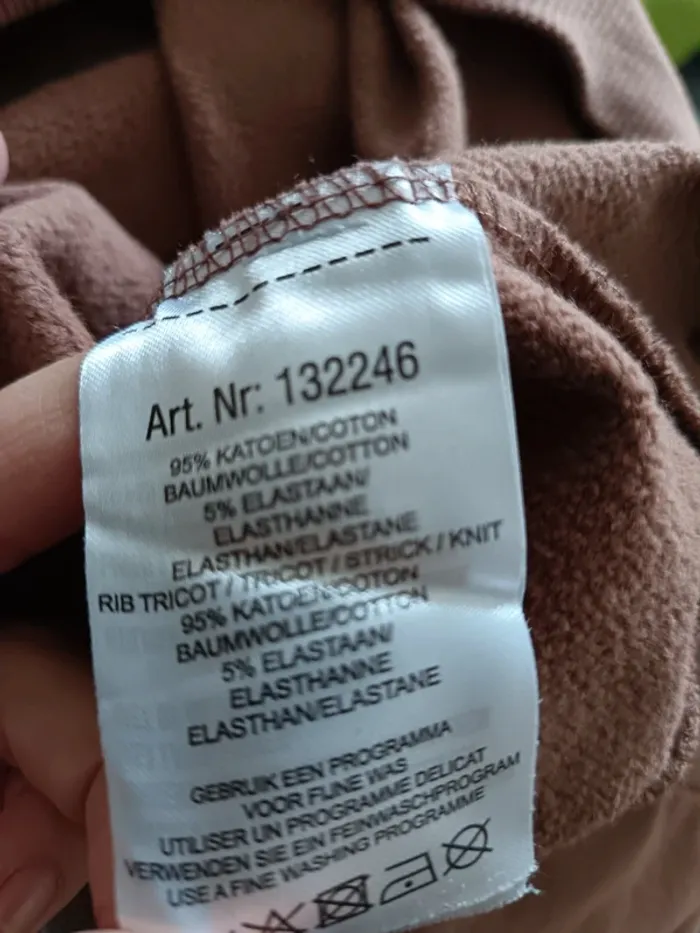 Art. Nr: 132246
95% KATOEN/COTON
BAUMWOLLE/COTTON
5% ELASTAAN/
ELASTHANNE
ELASTHAN/ELASTANE
RIB TRICOT / TRICOT / STRICK / KNIT
95% KATOEN/COTON
BAUMWOLLE/COTTON
5% ELASTAAN/
ELASTHANNE
ELASTHAN/ELASTANE
GEBRUIK EEN PROGRAMMA
VOOR FIJNE WAS
UTILISER UN PROGRAMME DELICAT
VERWENDEN SIE EIN FEINWASCHPROGRAM
USE A FINE WASHING PROGRAMME